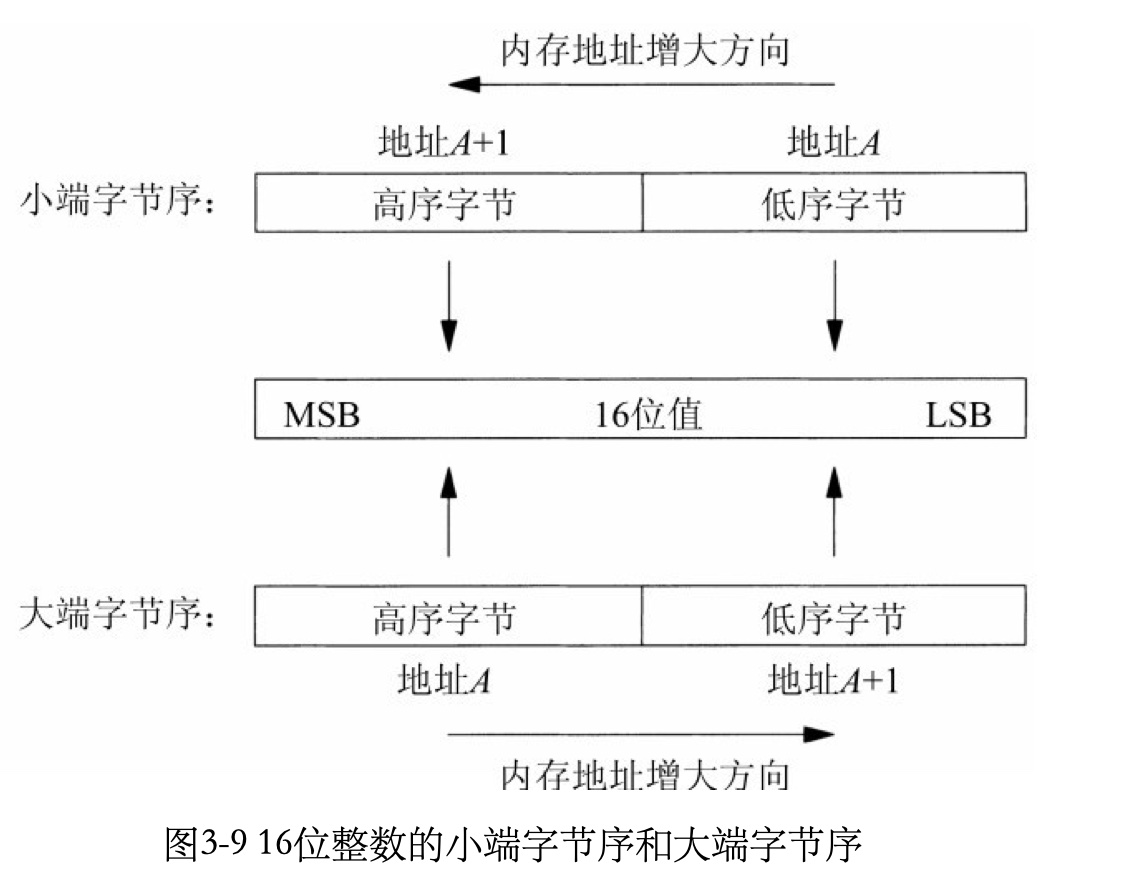 内存地址增大方向
地址A+1 地址A
小端字节序： 高序字节 低序字节
MSB 16位值 LSB
大端字节序： 高序字节 低序字节
地址A 地址A+1
内存地址增大方向
图3-9 16位整数的小端字节序和大端字节序